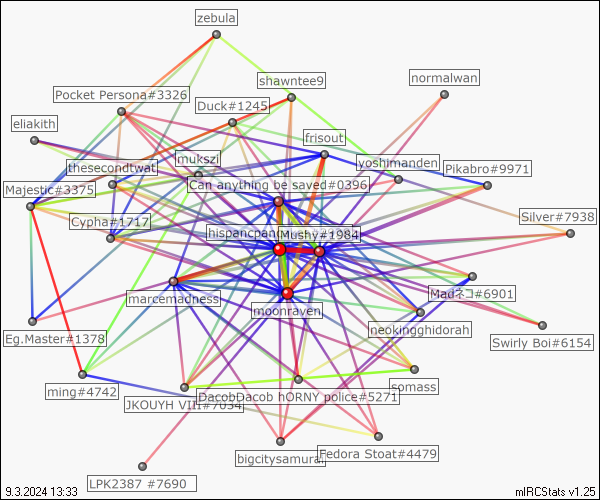 zebula
shawntee9
normalwan
Pocket Persona#3326
Duck#1245
eliakith
frisout
mukszi
yoshimanden
thesecondtwat
Pikabro#9971
Majestic#3375
Can anything be saved#0396
Cypha#1717
Silver#7938
hispancpan
Mushy#1984
marcemadness
moonraven
Madネコ#6901
neokingghidorah
Eg.Master#1378
Swirly Boi#6154
ming#4742
somass
JKOUYH VIII#7034
DacobDacob hORNY police#5271
bigcitysamurai
Fedora Stoat#4479
LPK2387 #7690
9.3.2024 13:33
mIRCStats v1.25